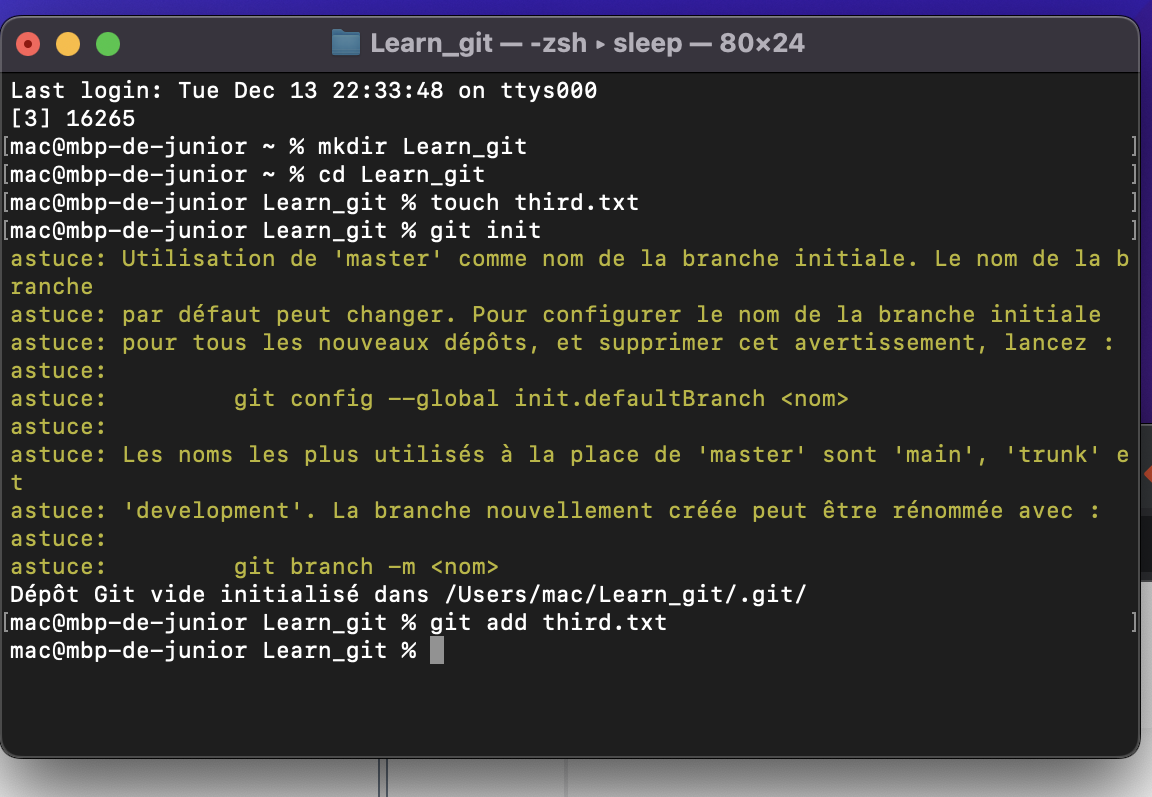 Learn_git — -zsh ▸ sleep — 80×24
Last login: Tue Dec 13 22:33:48 on ttys000
[3] 16265
[mac@mbp-de-junior ~ % mkdir Learn_git ]
[mac@mbp-de-junior ~ % cd Learn_git ]
[mac@mbp-de-junior Learn_git % touch third.txt ]
[mac@mbp-de-junior Learn_git % git init ]
astuce: Utilisation de 'master' comme nom de la branche initiale. Le nom de la b
ranche
astuce: par défaut peut changer. Pour configurer le nom de la branche initiale
astuce: pour tous les nouveaux dépôts, et supprimer cet avertissement, lancez :
astuce:
astuce:         git config --global init.defaultBranch <nom>
astuce:
astuce: Les noms les plus utilisés à la place de 'master' sont 'main', 'trunk' e
t
astuce: 'development'. La branche nouvellement créée peut être rénommée avec :
astuce:
astuce:         git branch -m <nom>
Dépôt Git vide initialisé dans /Users/mac/Learn_git/.git/
[mac@mbp-de-junior Learn_git % git add third.txt ]
mac@mbp-de-junior Learn_git %